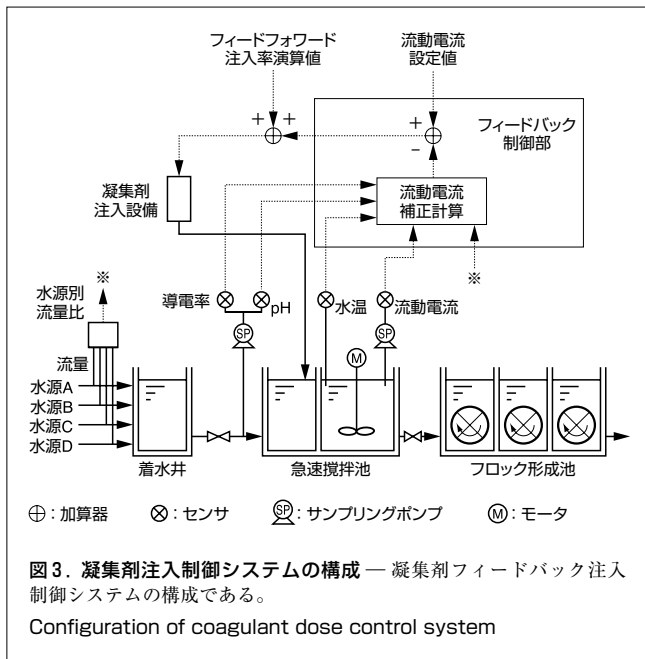 フィードフォワード
注入率演算値
流動電流
設定値
+ +
+
−
フィードバック
制御部
流動電流
補正計算
凝集剤
注入設備
※
※
水源別
流量比
導電率
pH
水温
流動電流
SP
SP
M
流量
水源A
水源B
水源C
水源D
着水井
急速撹拌池
フロック形成池
⊕:加算器 ⊗:センサ SP:サンプリングポンプ M:モータ
図3. 凝集剤注入制御システムの構成 — 凝集剤フィードバック注入
制御システムの構成である。
Configuration of coagulant dose control system